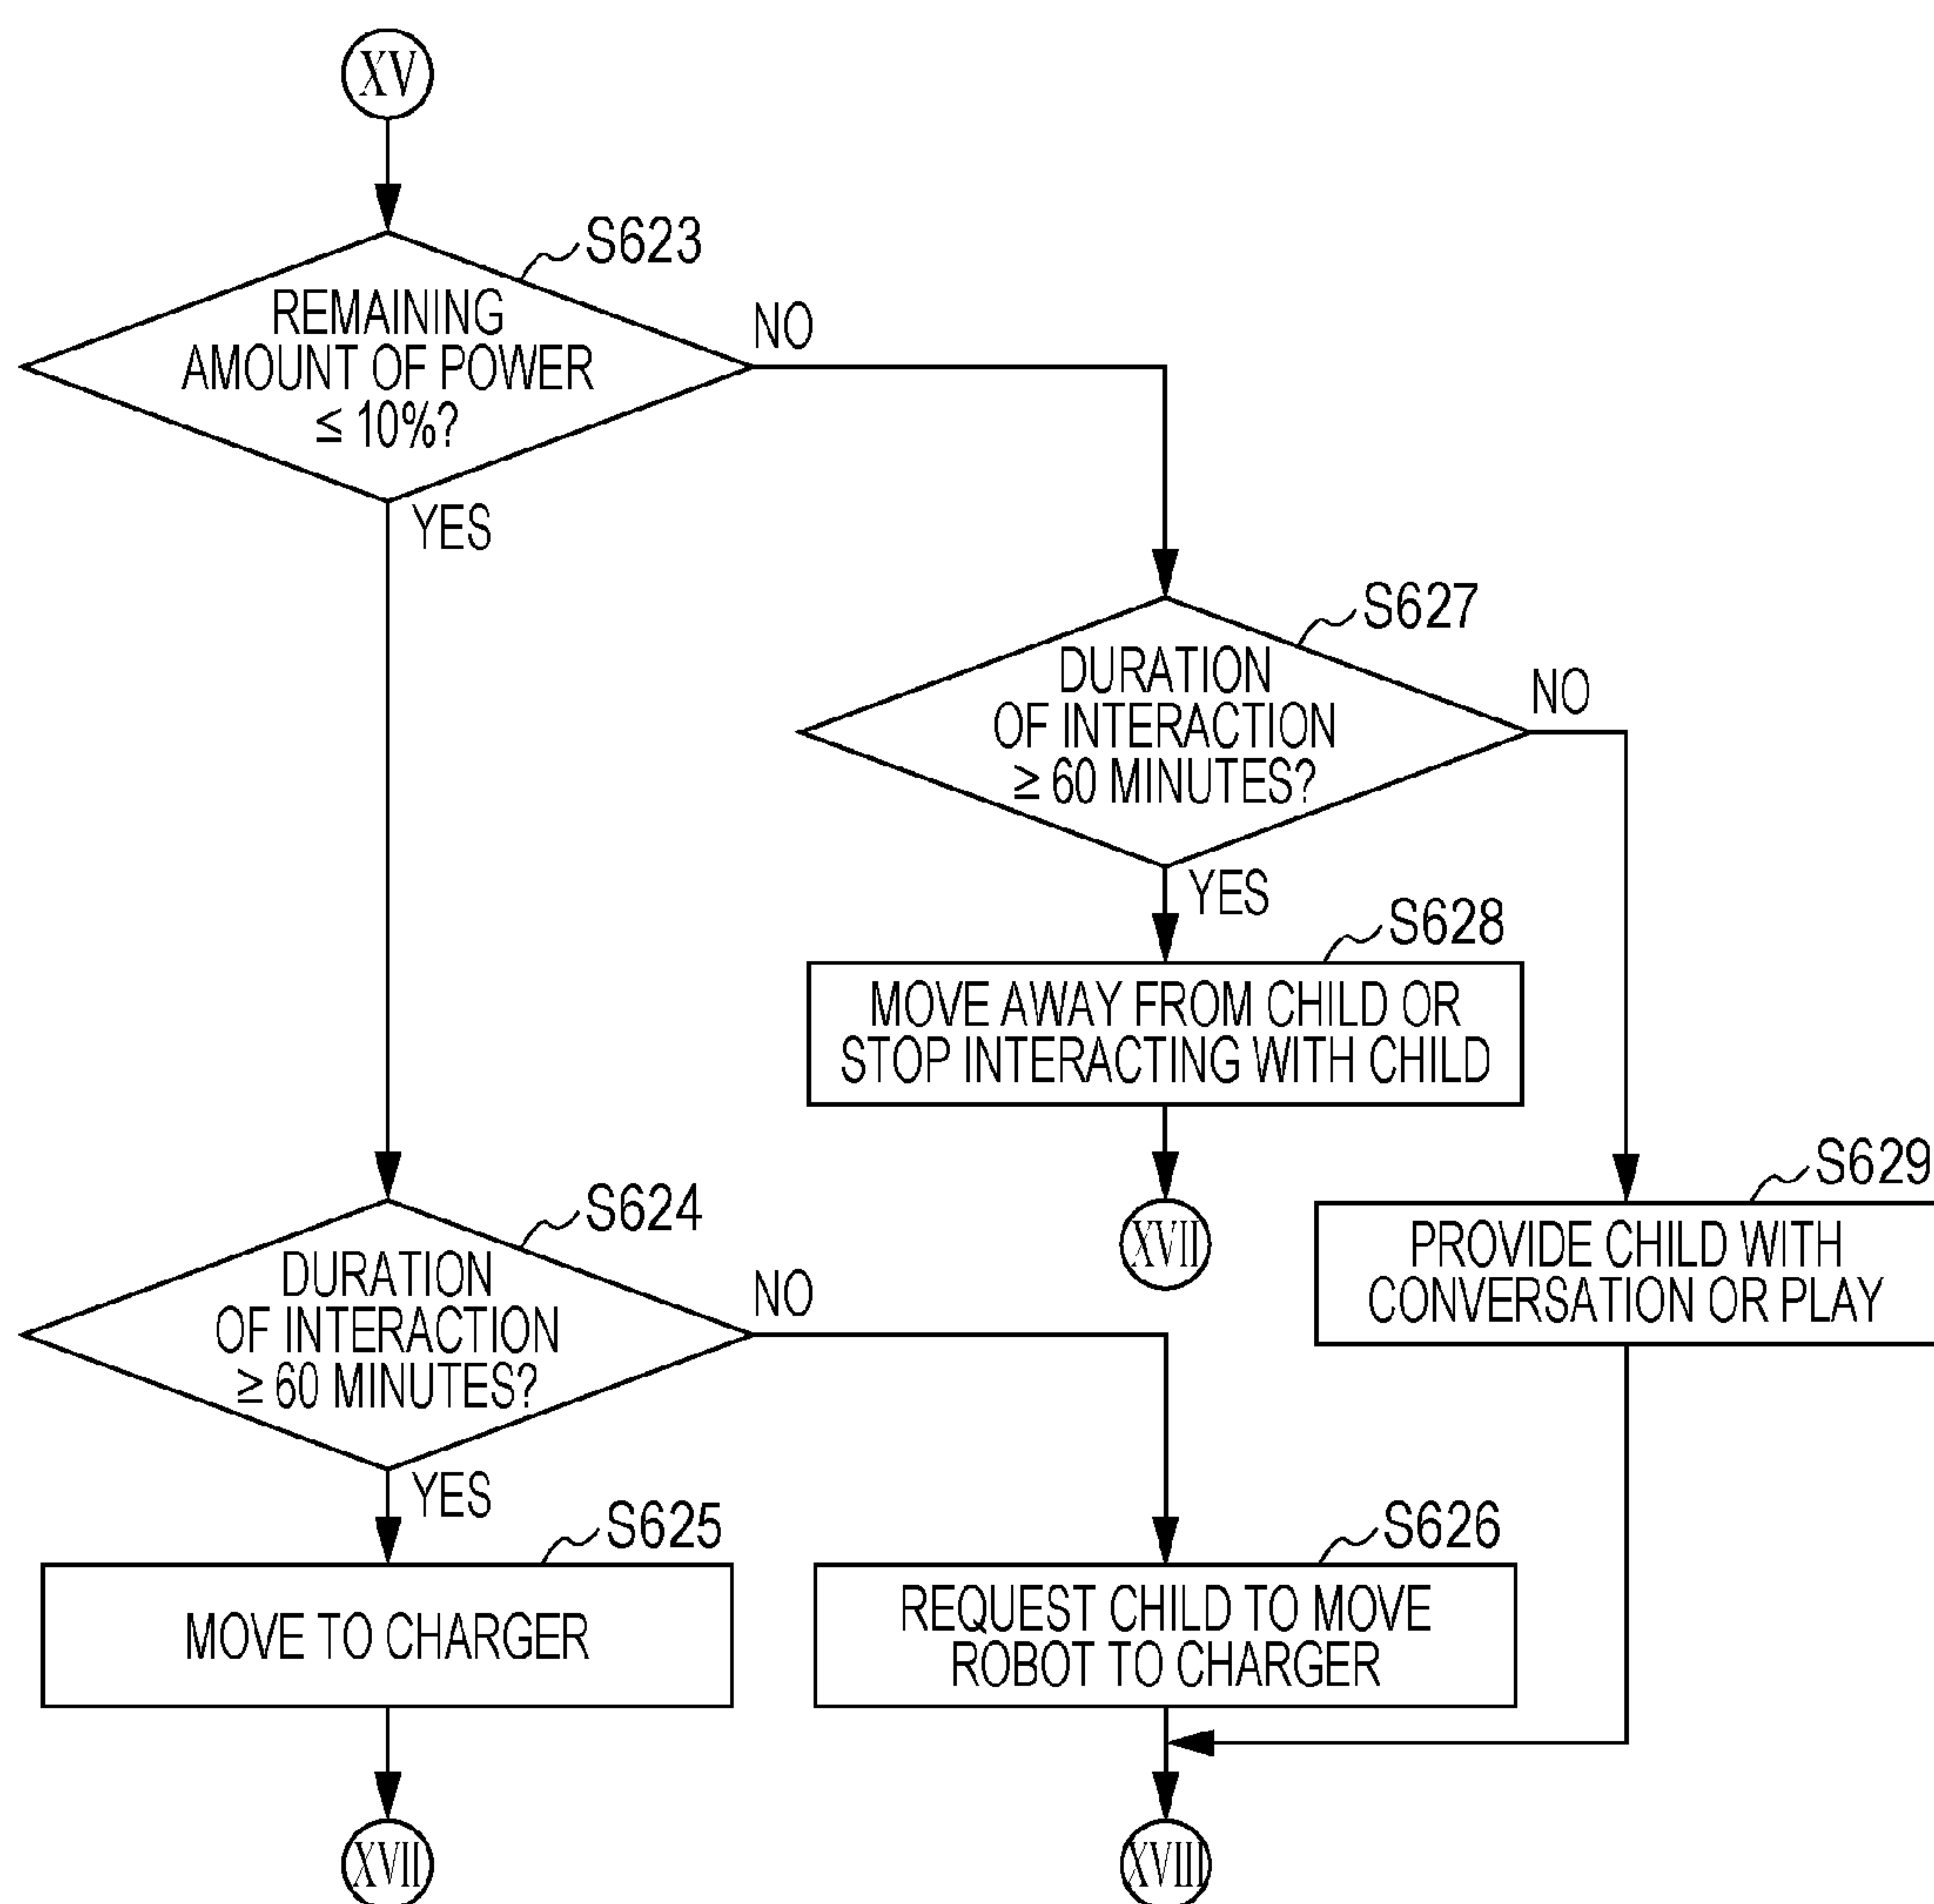 XV
S623
REMAINING
AMOUNT OF POWER
≤ 10%?
NO
YES
S627
DURATION
OF INTERACTION
≥ 60 MINUTES?
NO
YES
S628
MOVE AWAY FROM CHILD OR
STOP INTERACTING WITH CHILD
XVII
S629
PROVIDE CHILD WITH
CONVERSATION OR PLAY
S624
DURATION
OF INTERACTION
≥ 60 MINUTES?
NO
YES
S625
MOVE TO CHARGER
S626
REQUEST CHILD TO MOVE
ROBOT TO CHARGER
XVII
XVIII